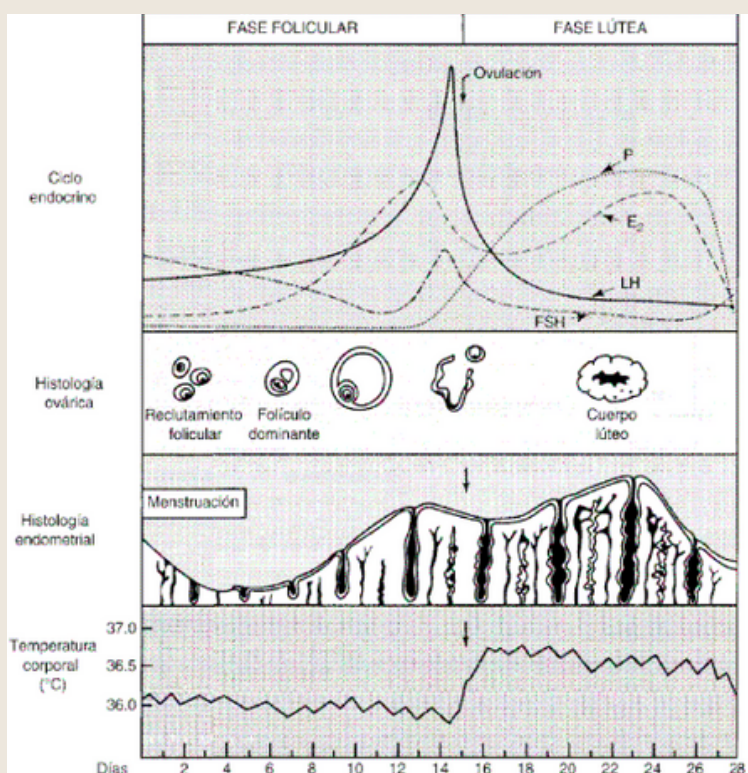 FASE FOLICULAR
FASE LÚTEA
Ciclo
endocrino
Ovulación
P
E₂
LH
FSH
Histología
ovárica
Reclutamiento
folicular
Folículo
dominante
Cuerpo
lúteo
Histología
endometrial
Menstruación
Temperatura
corporal
(°C)
37.0
36.5
36.0
Días 2 4 6 8 10 12 14 16 18 20 22 24 26 28